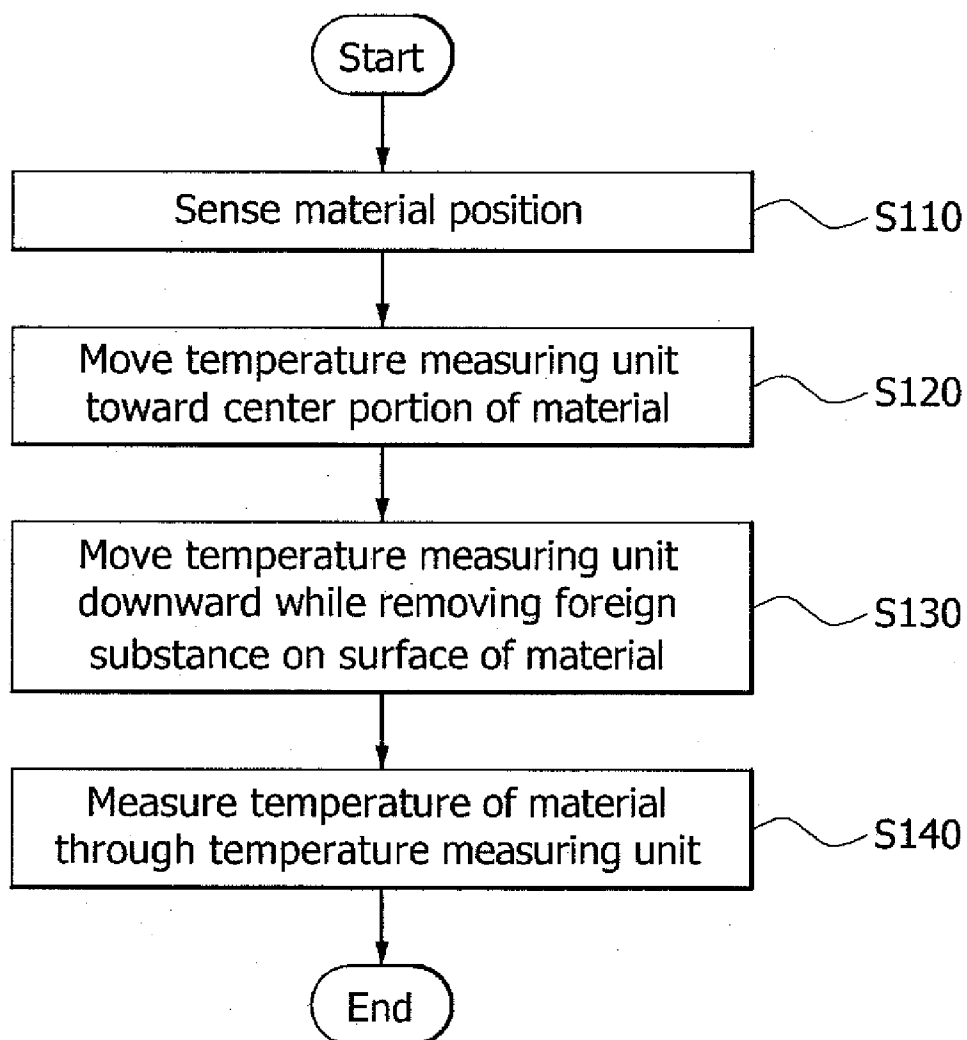 Start
Sense material position
S110
Move temperature measuring unit
toward center portion of material
S120
Move temperature measuring unit
downward while removing foreign
substance on surface of material
S130
Measure temperature of material
through temperature measuring unit
S140
End